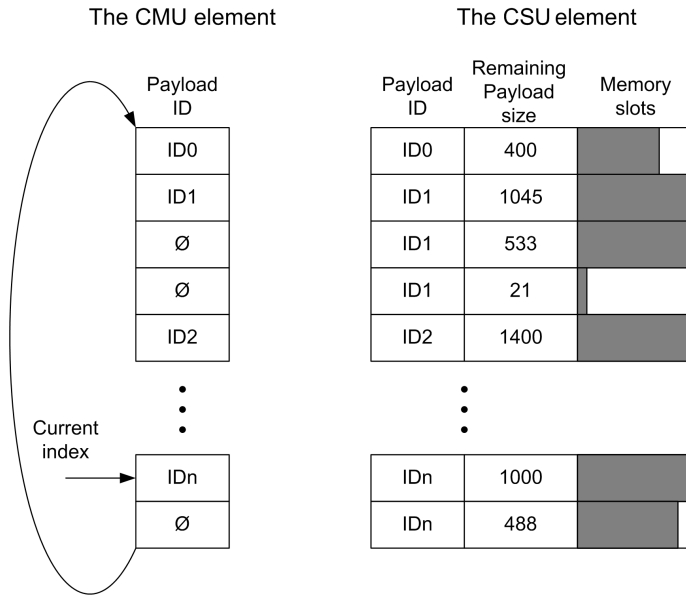 The CMU element
The CSU element
Payload
ID
Payload
ID
Remaining
Payload
size
Memory
slots
ID0
ID0 400
ID1
ID1 1045
Ø
ID1 533
Ø
ID1 21
ID2
ID2 1400
Current
index
IDn
IDn 1000
Ø
IDn 488